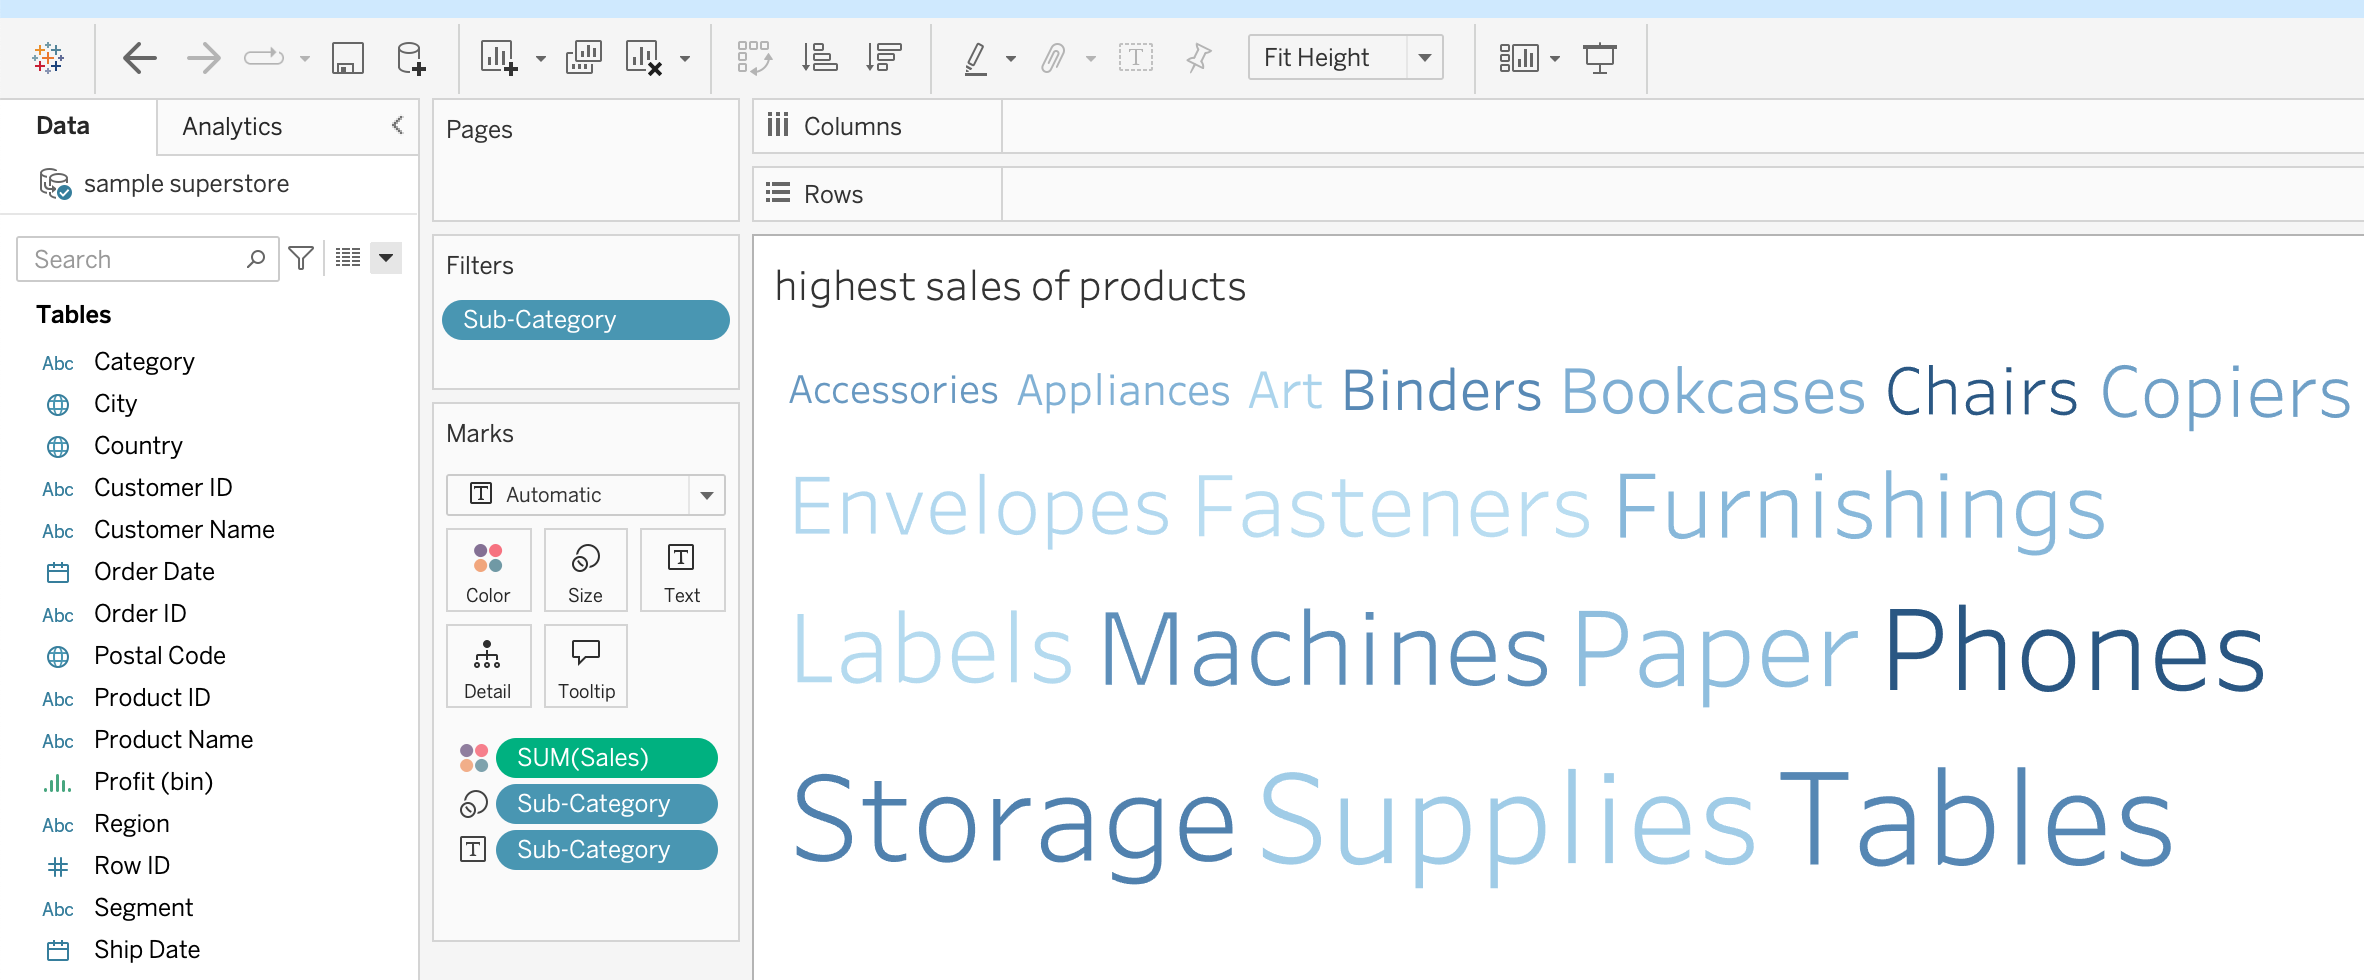 Fit Height
Data
Analytics
sample superstore
Search
Tables
Abc Category
City
Country
Abc Customer ID
Abc Customer Name
Order Date
Abc Order ID
Postal Code
Abc Product ID
Abc Product Name
Profit (bin)
Abc Region
Row ID
Abc Segment
Ship Date
Pages
Filters
Sub-Category
Marks
T Automatic
Color Size Text
Detail Tooltip
SUM(Sales)
Sub-Category
T Sub-Category
Columns
Rows
highest sales of products
Accessories Appliances Art Binders Bookcases Chairs Copiers
Envelopes Fasteners Furnishings
Labels Machines Paper Phones
Storage Supplies Tables